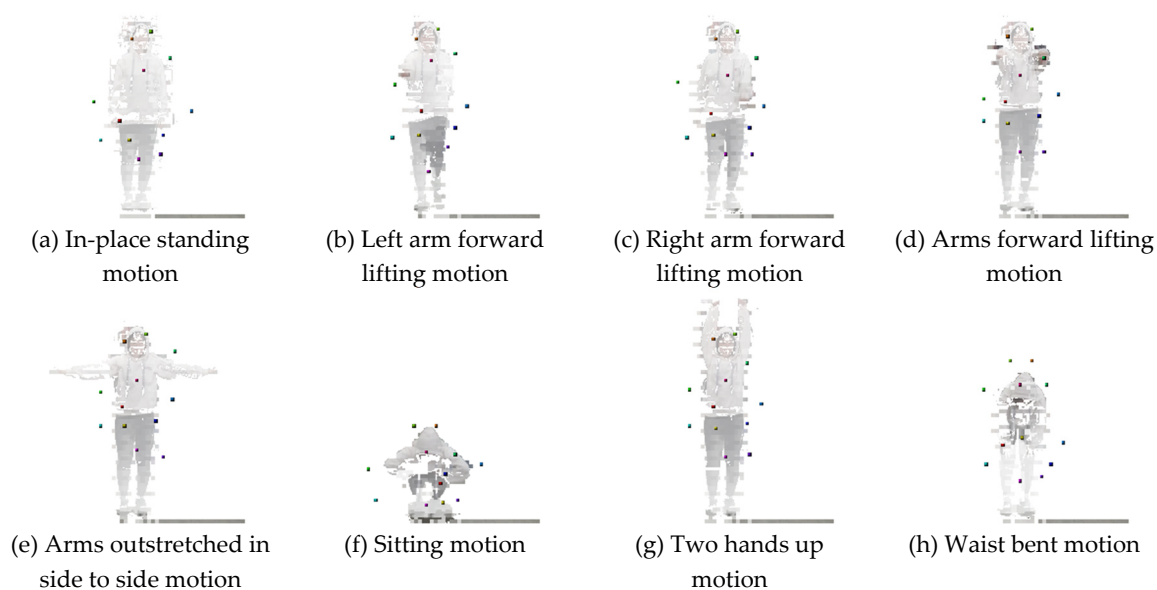 (a) In-place standing
motion
(b) Left arm forward
lifting motion
(c) Right arm forward
lifting motion
(d) Arms forward lifting
motion
(e) Arms outstretched in
side to side motion
(f) Sitting motion
(g) Two hands up
motion
(h) Waist bent motion